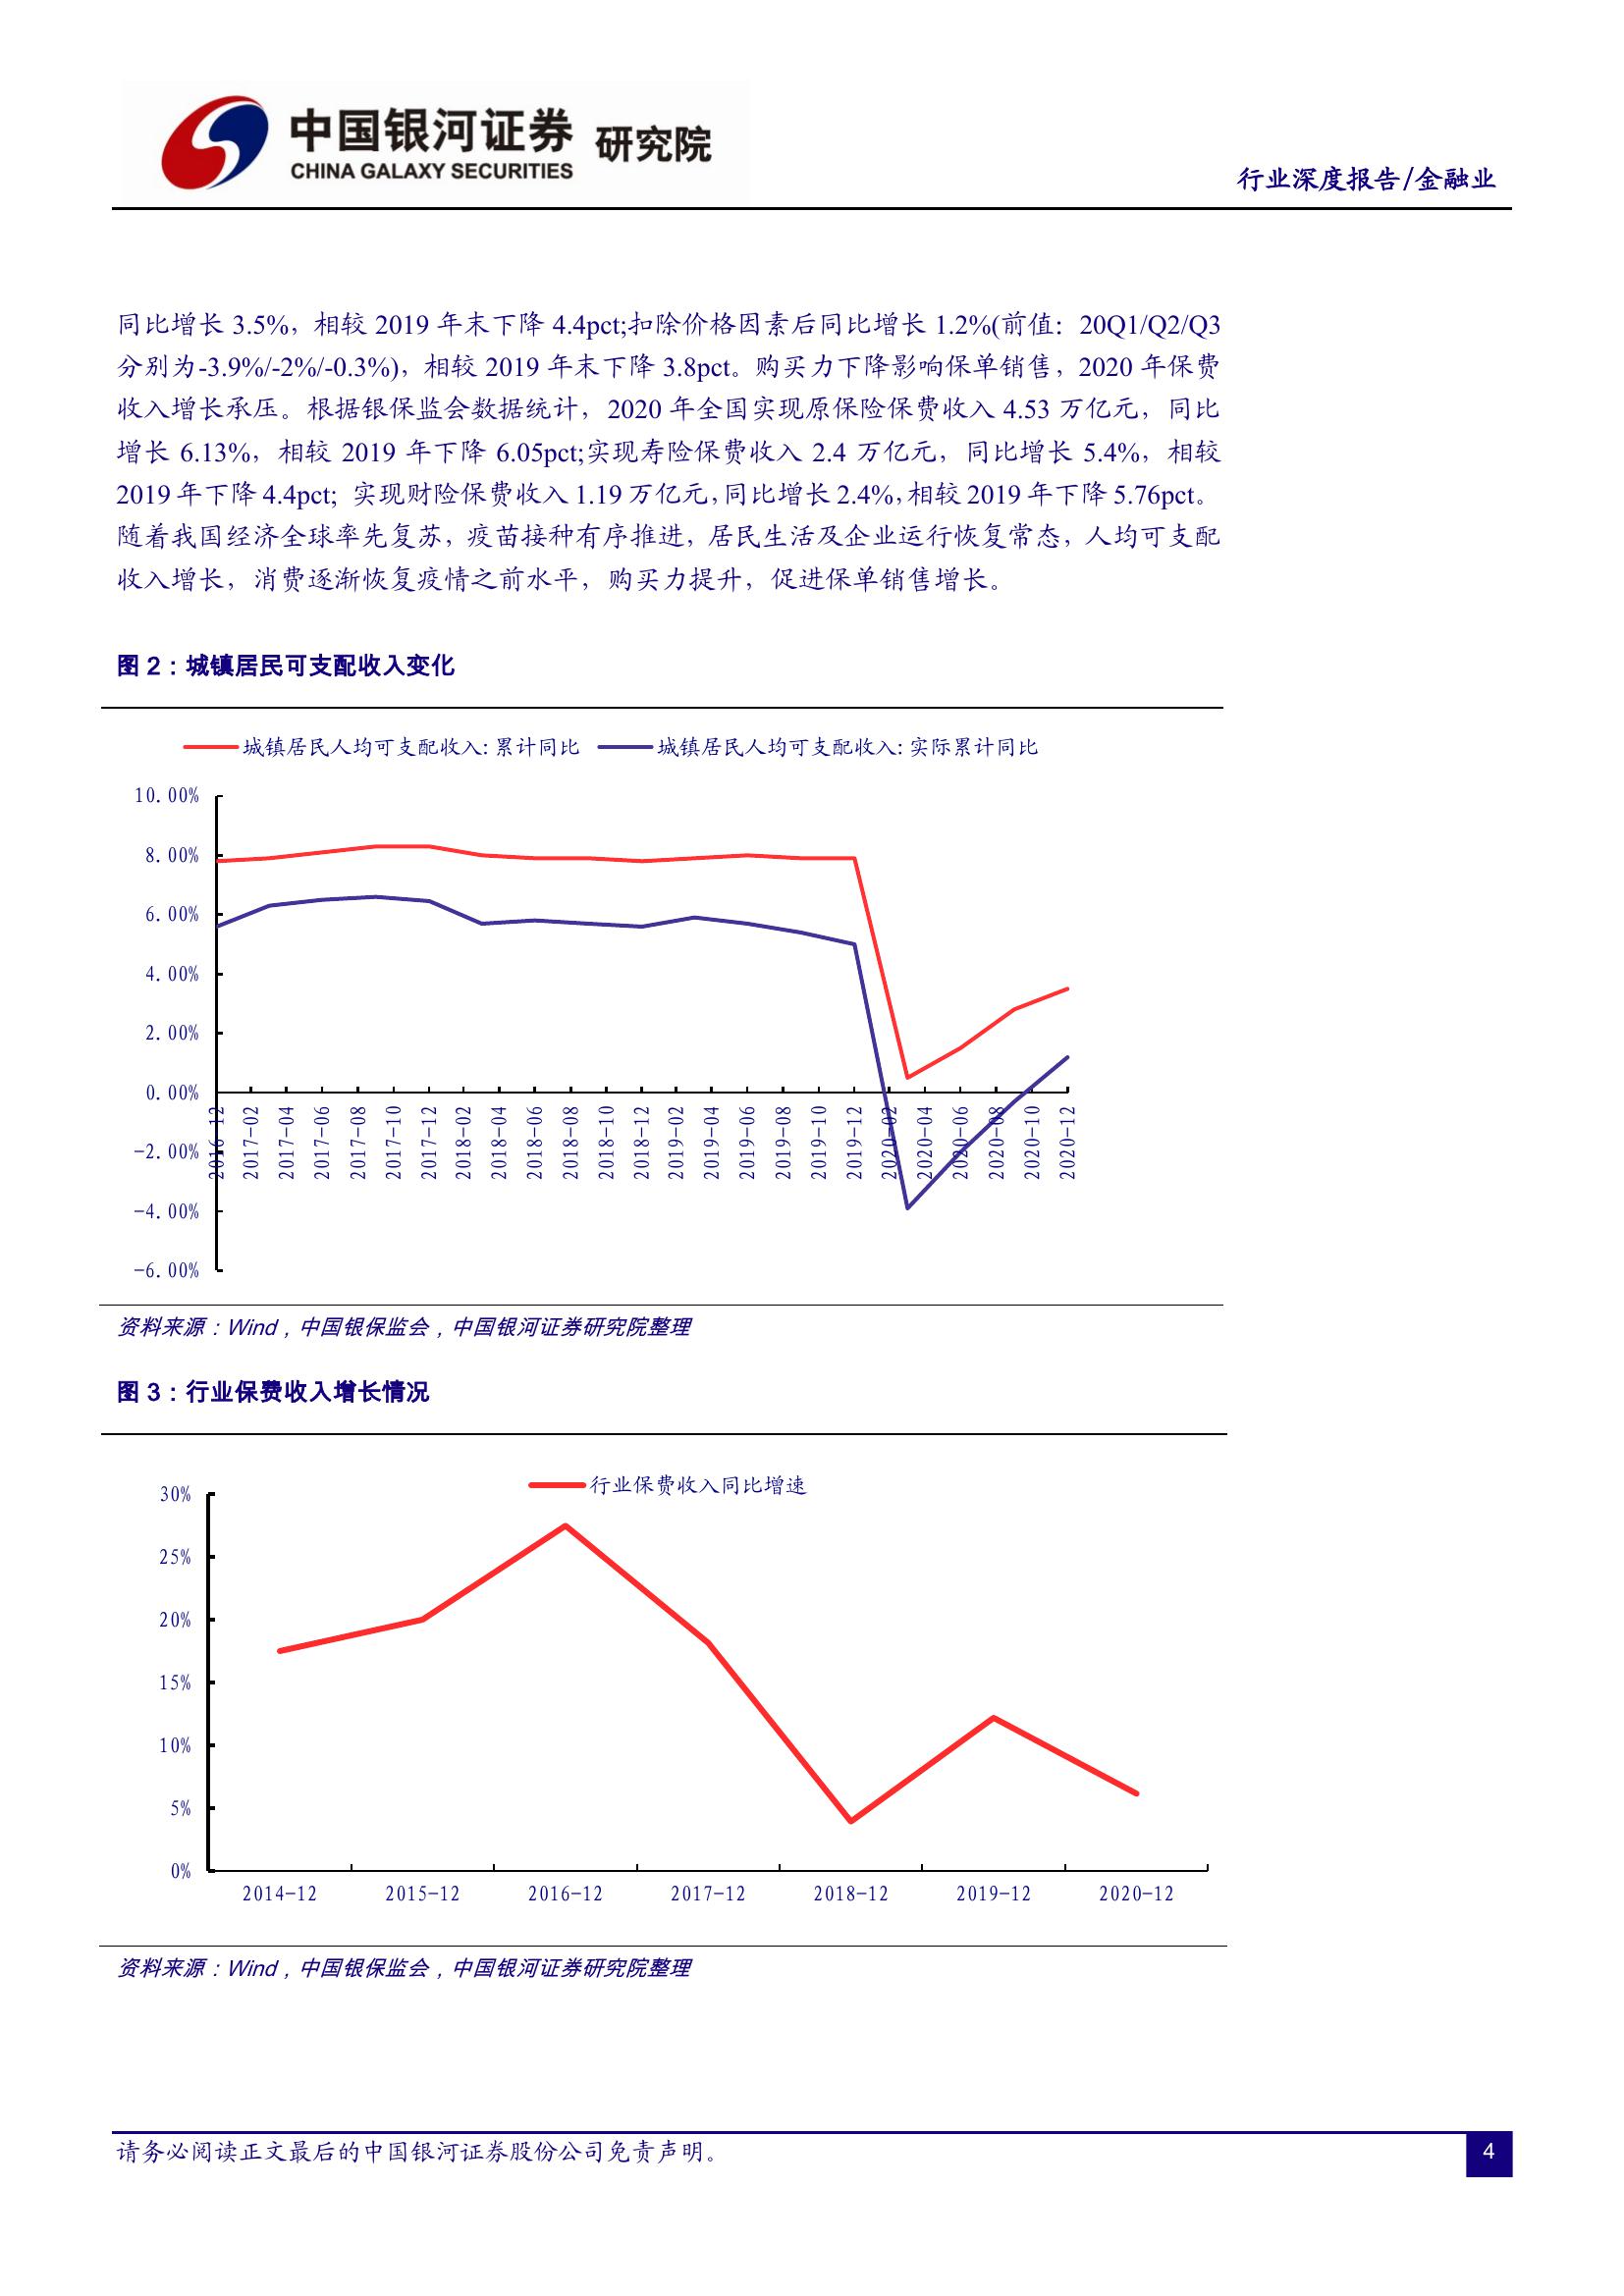 中国银河证券 研究院
CHINA GALAXY SECURITIES
行业深度报告/金融业
同比增长 3.5%，相较 2019 年末下降 4.4pct;扣除价格因素后同比增长 1.2%(前值：20Q1/Q2/Q3
分别为-3.9%/-2%/-0.3%)，相较 2019 年末下降 3.8pct。购买力下降影响保单销售，2020 年保费
收入增长承压。根据银保监会数据统计，2020 年全国实现原保险保费收入 4.53 万亿元，同比
增长 6.13%，相较 2019 年下降 6.05pct;实现寿险保费收入 2.4 万亿元，同比增长 5.4%，相较
2019 年下降 4.4pct; 实现财险保费收入 1.19 万亿元，同比增长 2.4%，相较 2019 年下降 5.76pct。
随着我国经济全球率先复苏，疫苗接种有序推进，居民生活及企业运行恢复常态，人均可支配
收入增长，消费逐渐恢复疫情之前水平，购买力提升，促进保单销售增长。
图 2：城镇居民可支配收入变化
城镇居民人均可支配收入:累计同比 城镇居民人均可支配收入:实际累计同比
10.00%
8.00%
6.00%
4.00%
2.00%
0.00%
-2.00%
-4.00%
-6.00%
2016-12
2017-02
2017-04
2017-06
2017-08
2017-10
2017-12
2018-02
2018-04
2018-06
2018-08
2018-10
2018-12
2019-02
2019-04
2019-06
2019-08
2019-10
2019-12
2020-02
2020-04
2020-06
2020-08
2020-10
2020-12
资料来源：Wind，中国银保监会，中国银河证券研究院整理
图 3：行业保费收入增长情况
行业保费收入同比增速
30%
25%
20%
15%
10%
5%
0%
2014-12 2015-12 2016-12 2017-12 2018-12 2019-12 2020-12
资料来源：Wind，中国银保监会，中国银河证券研究院整理
请务必阅读正文最后的中国银河证券股份公司免责声明。
4